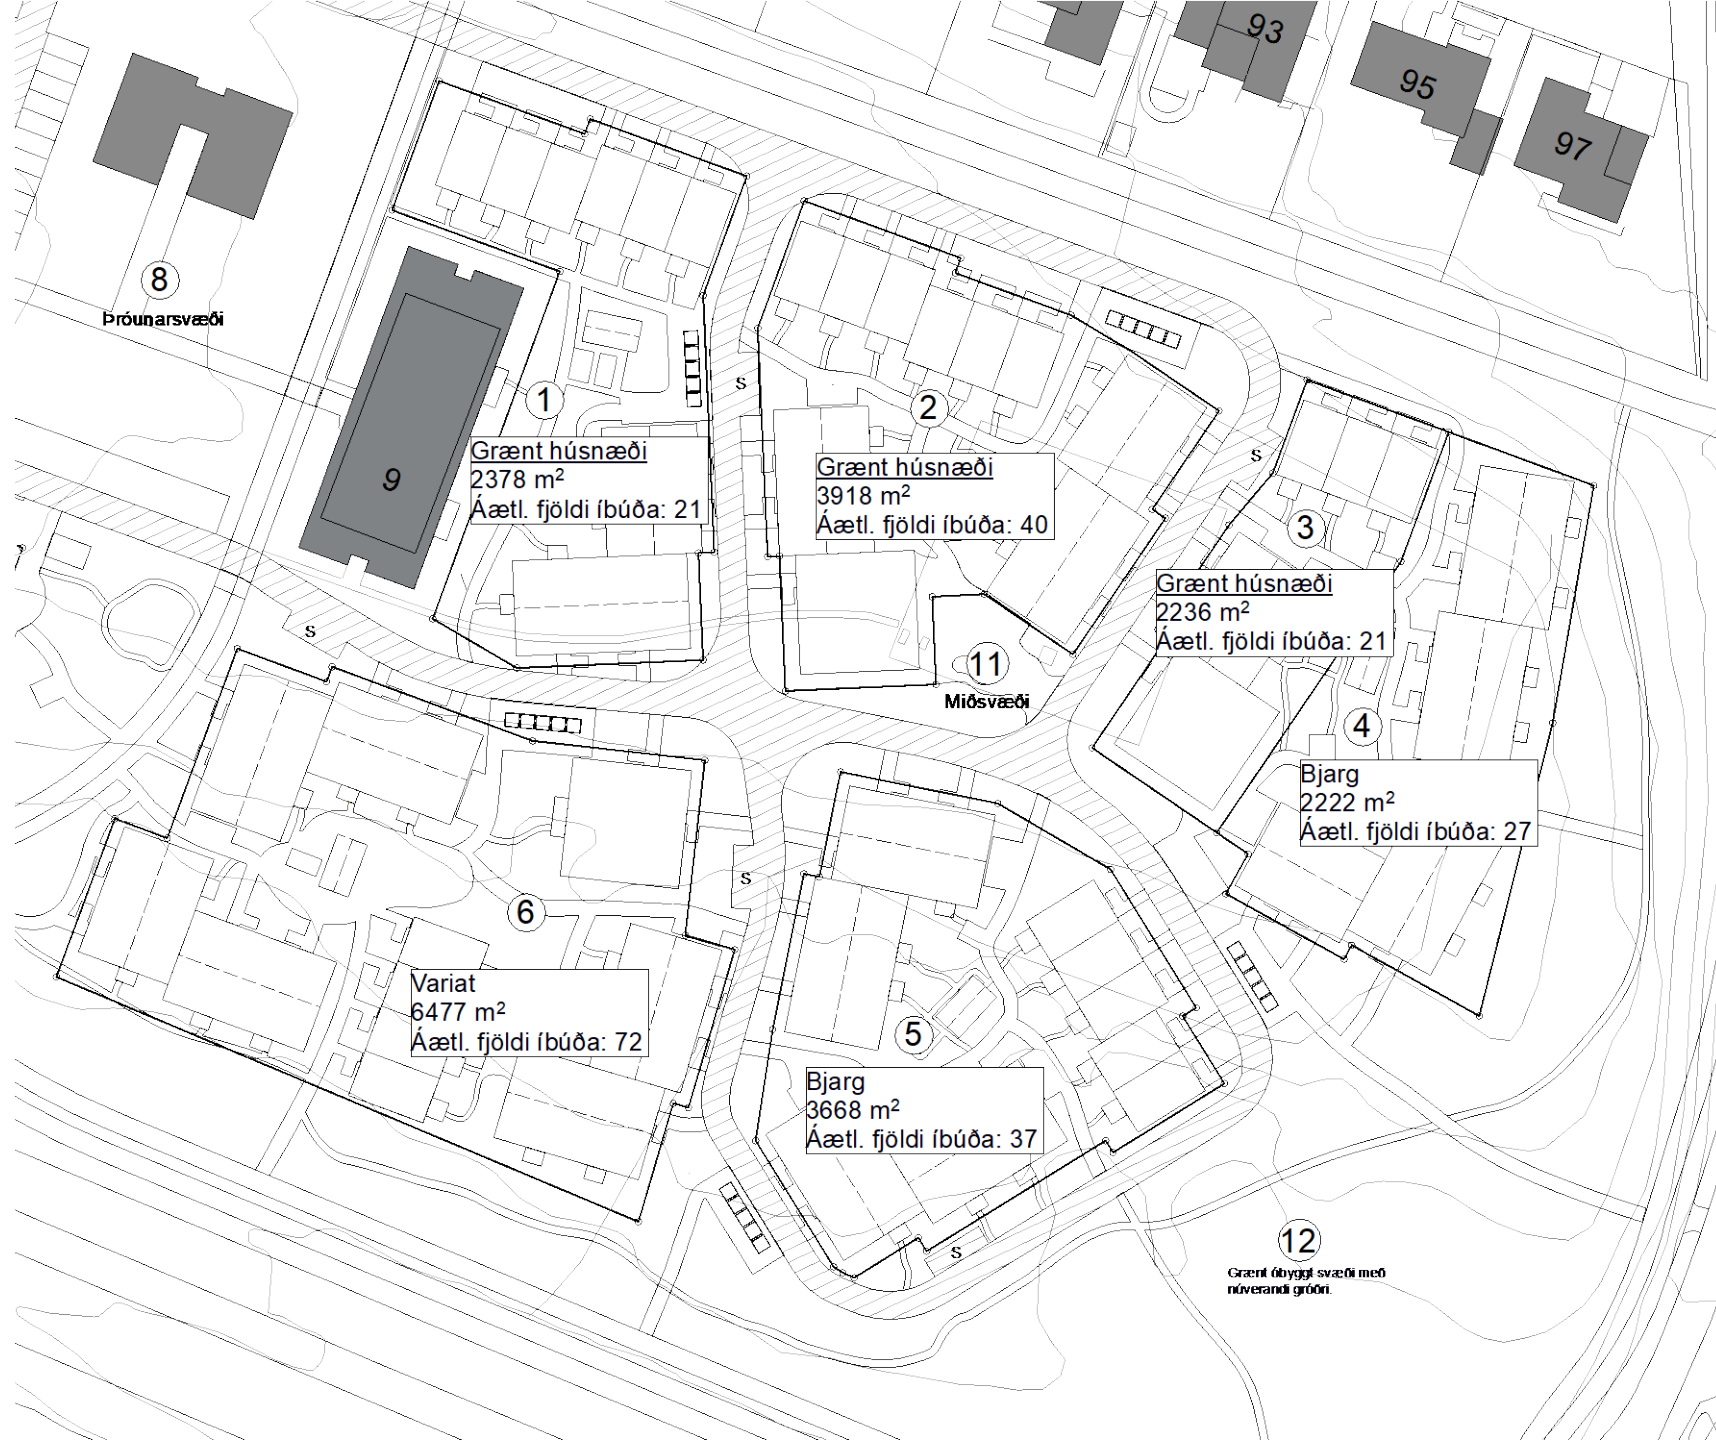 93
95
97
8
Þróunarsvæði
9
1
Grænt húsnæði
2378 m²
Áætl. fjöldi íbúða: 21
S
2
Grænt húsnæði
3918 m²
Áætl. fjöldi íbúða: 40
S
3
Grænt húsnæði
2236 m²
Áætl. fjöldi íbúða: 21
S
11
Miðsvæði
4
Bjarg
2222 m²
Áætl. fjöldi íbúða: 27
6
Variat
6477 m²
Áætl. fjöldi íbúða: 72
S
5
Bjarg
3668 m²
Áætl. fjöldi íbúða: 37
S
12
Grænt óbyggt svæði með
núverandi gróðri.